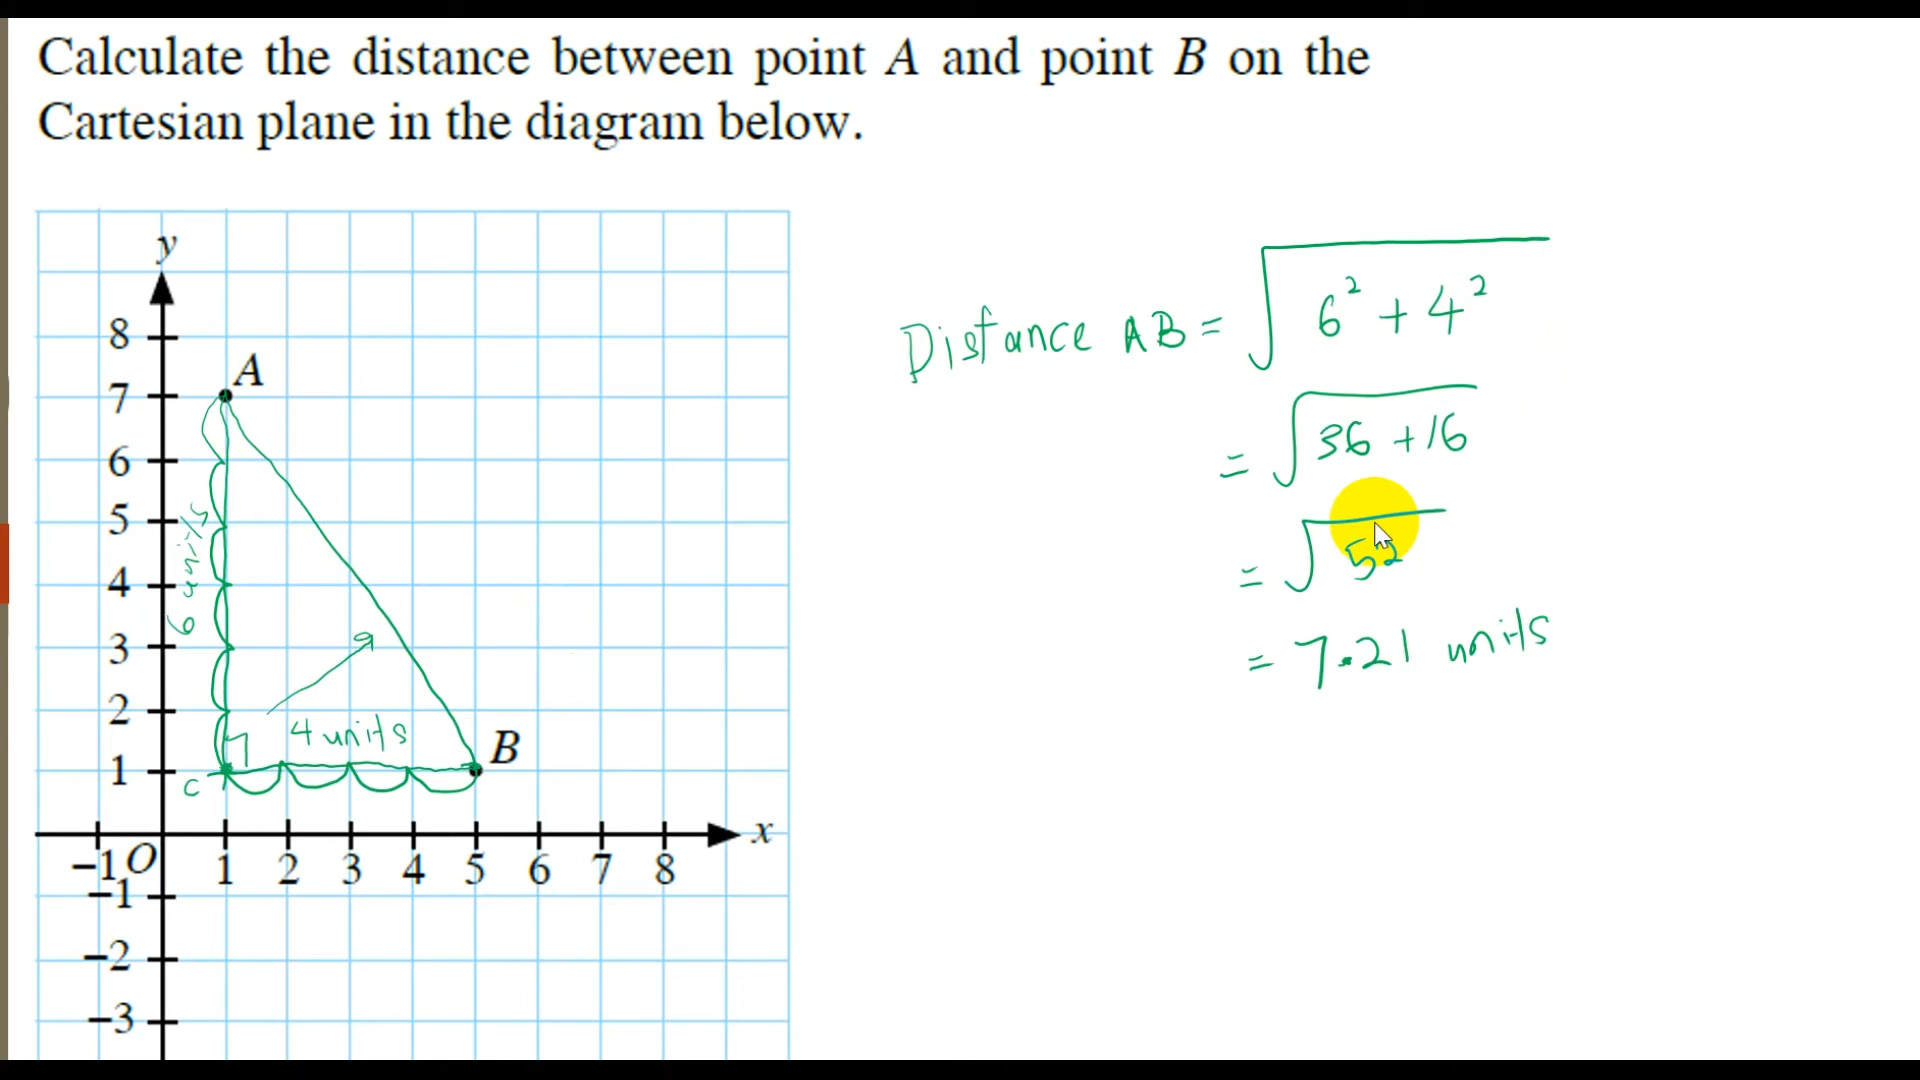 Calculate the distance between point A and point B on the
Cartesian plane in the diagram below.
y
8
A
7
6
5
4
3
2
1
6 units
4 units
B
C
x
−1 O 1 2 3 4 5 6 7 8
−1
−2
−3
Distance AB = √6² + 4²
= √36 + 16
= √52
= 7.21 units